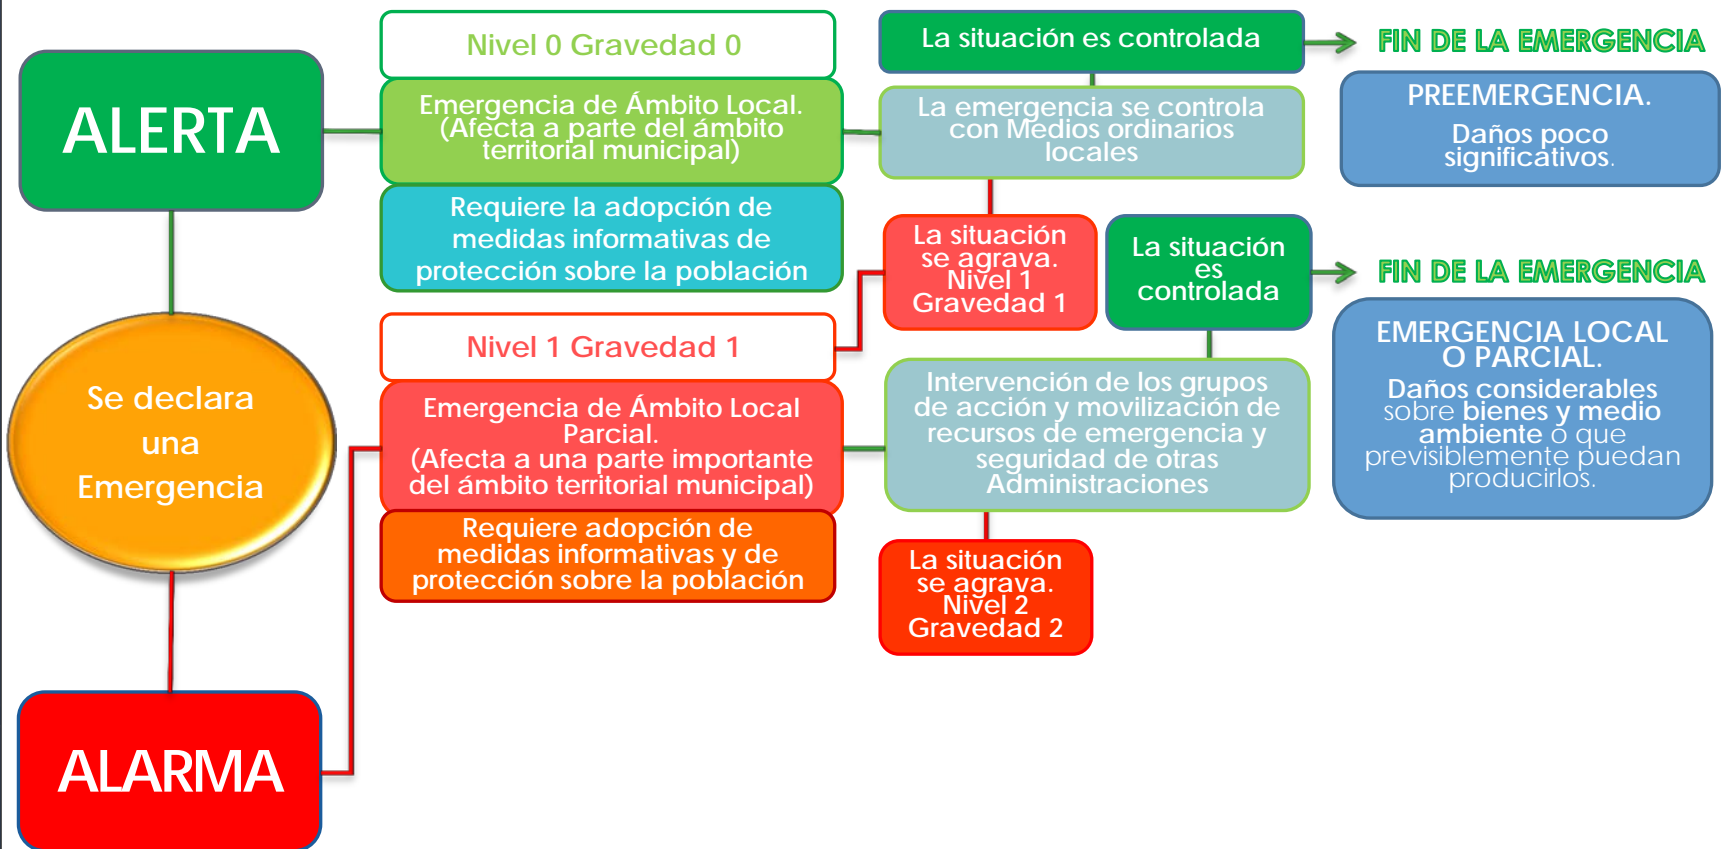 ALERTA
Nivel 0 Gravedad 0
Emergencia de Ámbito Local.
(Afecta a parte del ámbito
territorial municipal)
Requiere la adopción de
medidas informativas de
protección sobre la población
La situación es controlada
FIN DE LA EMERGENCIA
La emergencia se controla
con Medios ordinarios
locales
PREEMERGENCIA.
Daños poco
significativos.
Se declara
una
Emergencia
La situación
se agrava.
Nivel 1
Gravedad 1
La situación
es
controlada
FIN DE LA EMERGENCIA
Nivel 1 Gravedad 1
Emergencia de Ámbito Local
Parcial.
(Afecta a una parte importante
del ámbito territorial municipal)
Requiere adopción de
medidas informativas y de
protección sobre la población
Intervención de los grupos
de acción y movilización de
recursos de emergencia y
seguridad de otras
Administraciones
EMERGENCIA LOCAL
O PARCIAL.
Daños considerables
sobre bienes y medio
ambiente o que
previsiblemente puedan
producirlos.
La situación
se agrava.
Nivel 2
Gravedad 2
ALARMA